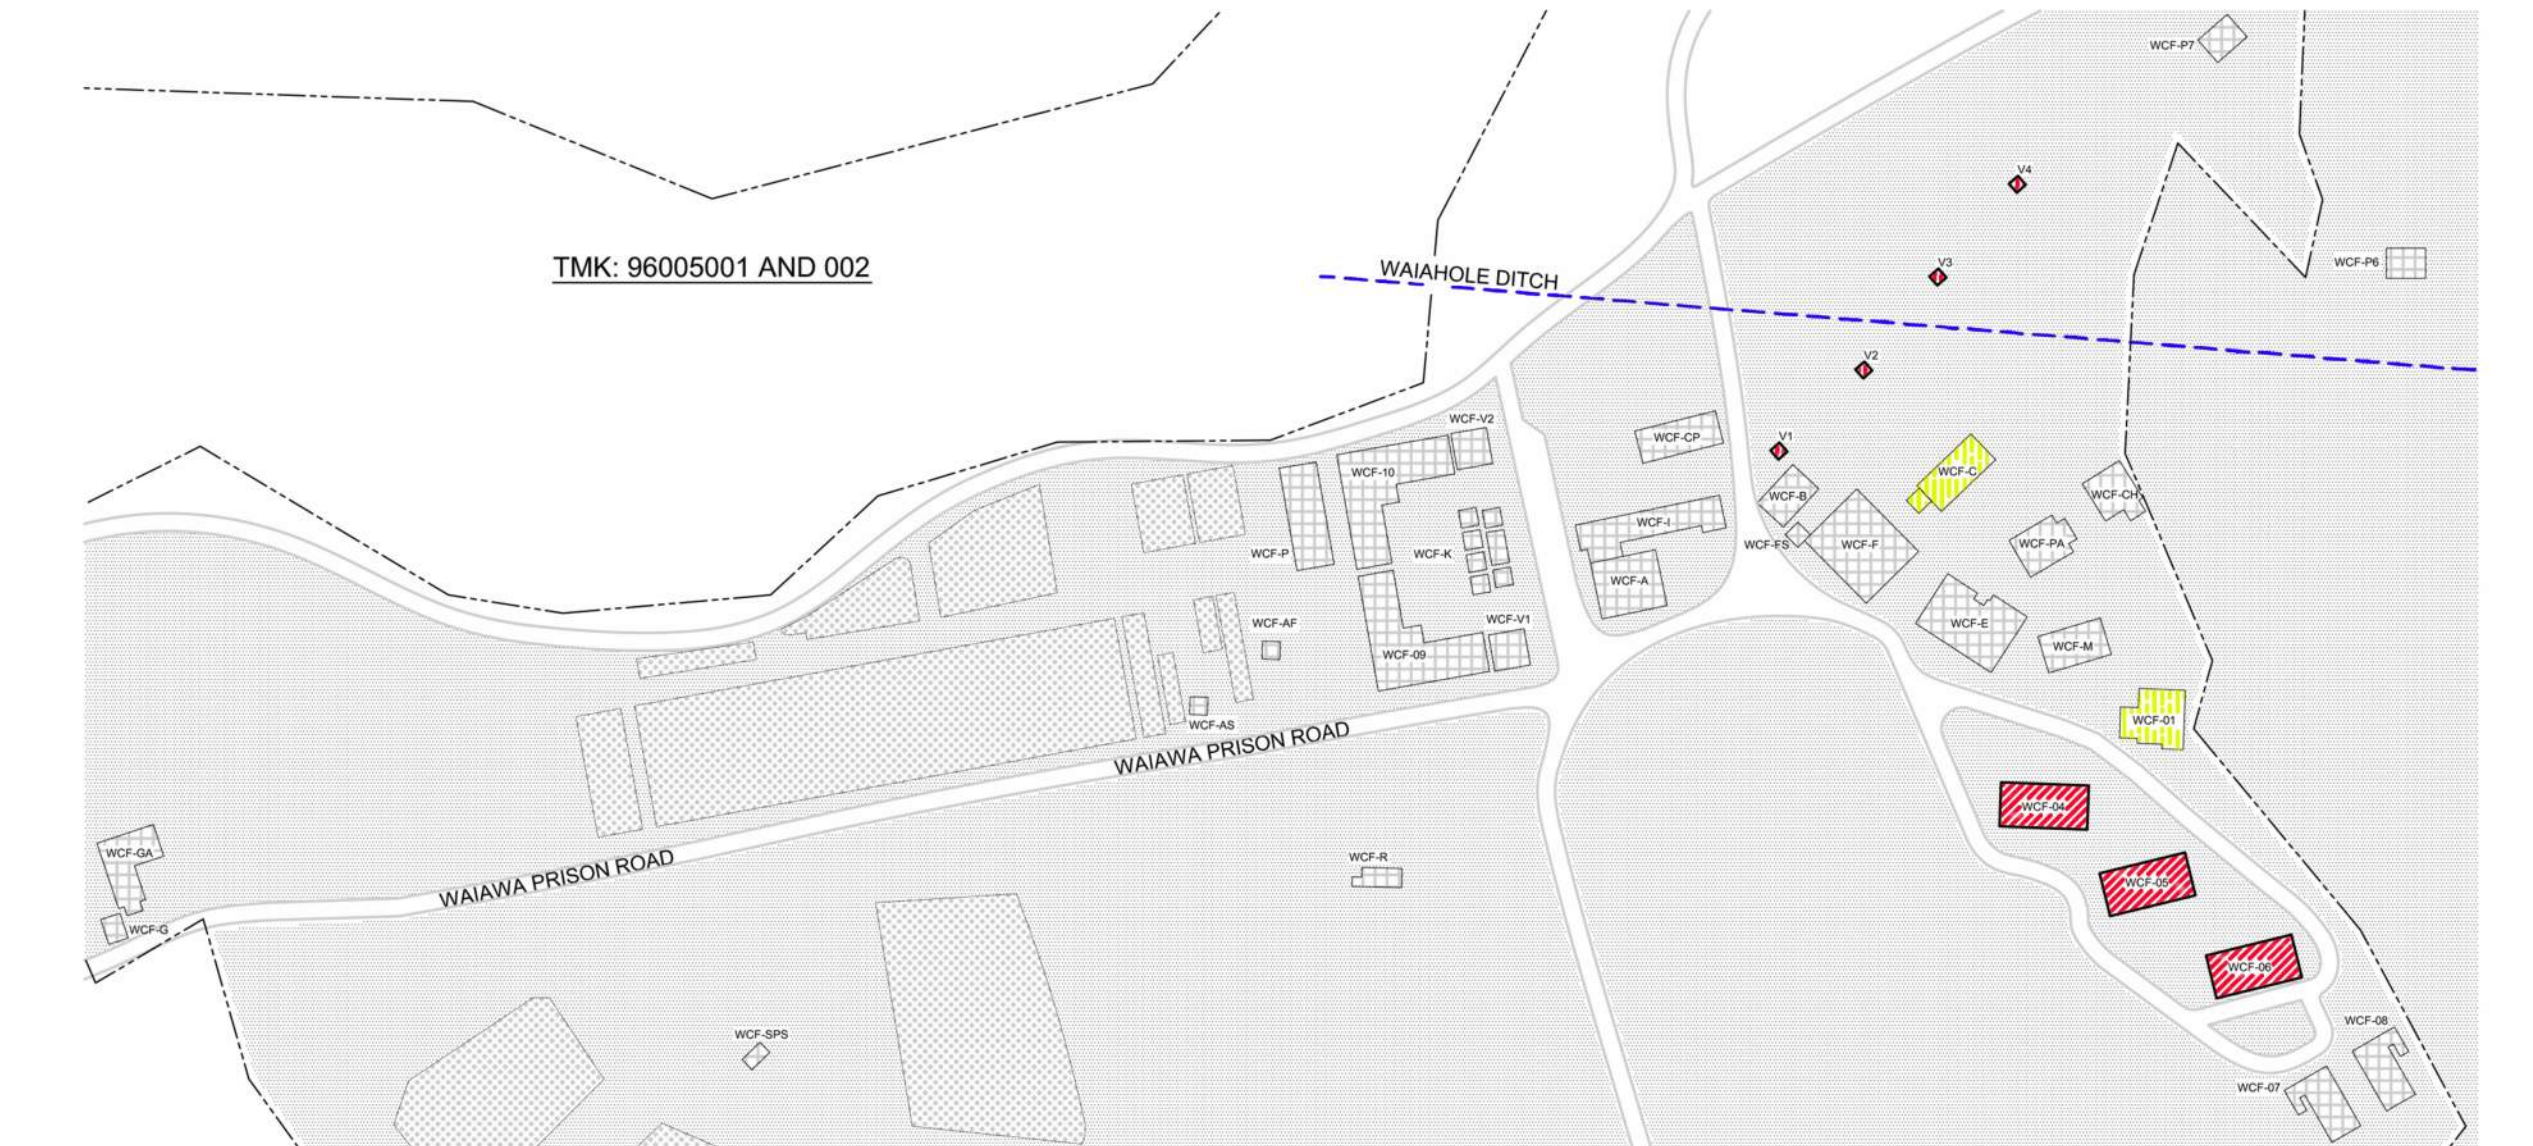 WCF-P7
V4
TMK: 96005001 AND 002
WAIAHOLE DITCH
V3
WCF-P6
V2
WCF-V2
WCF-CP
V1
WCF-10
WCF-C
WCF-B
WCF-CH
WCF-I
WCF-P
WCF-K
WCF-FS
WCF-F
WCF-PA
WCF-A
WCF-AF
WCF-V1
WCF-E
WCF-M
WCF-09
WCF-AS
WCF-01
WAIAWA PRISON ROAD
WCF-04
WCF-GA
WCF-R
WAIAWA PRISON ROAD
WCF-05
WCF-G
WCF-06
WCF-SPS
WCF-08
WCF-07